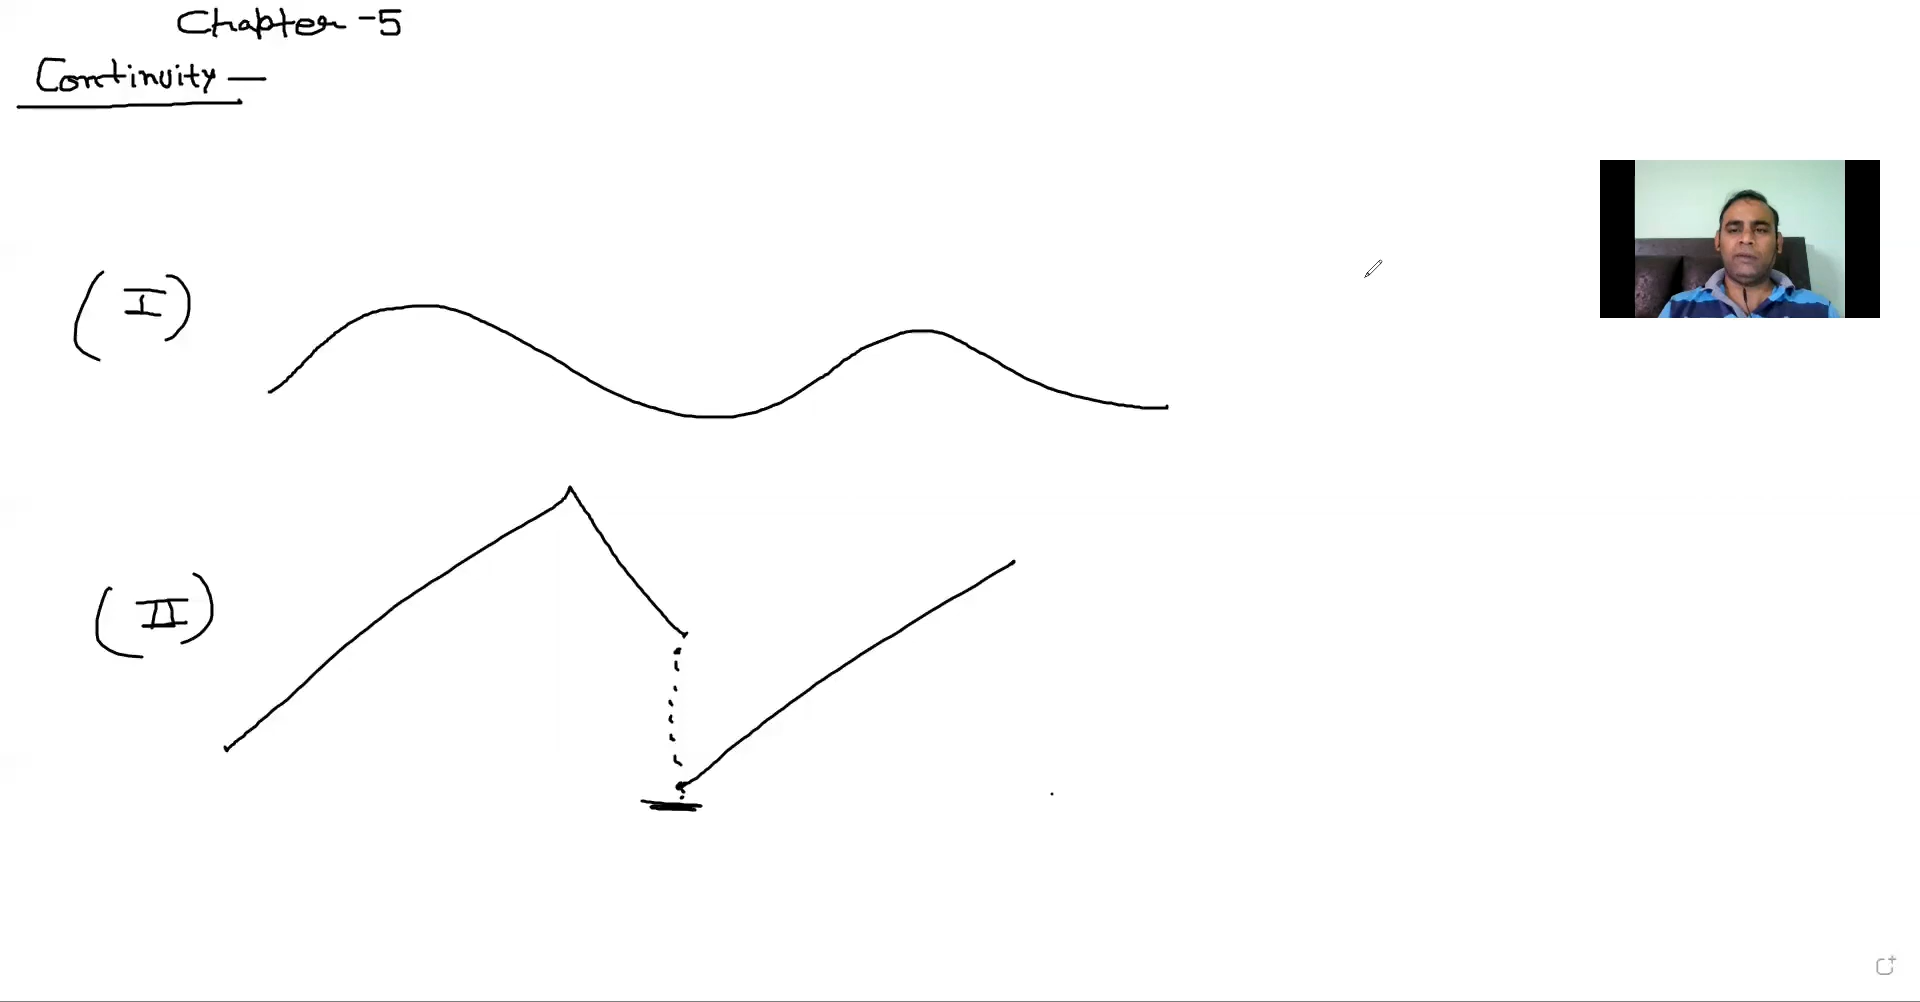 Chapter -5
Continuity —
(I)
(II)